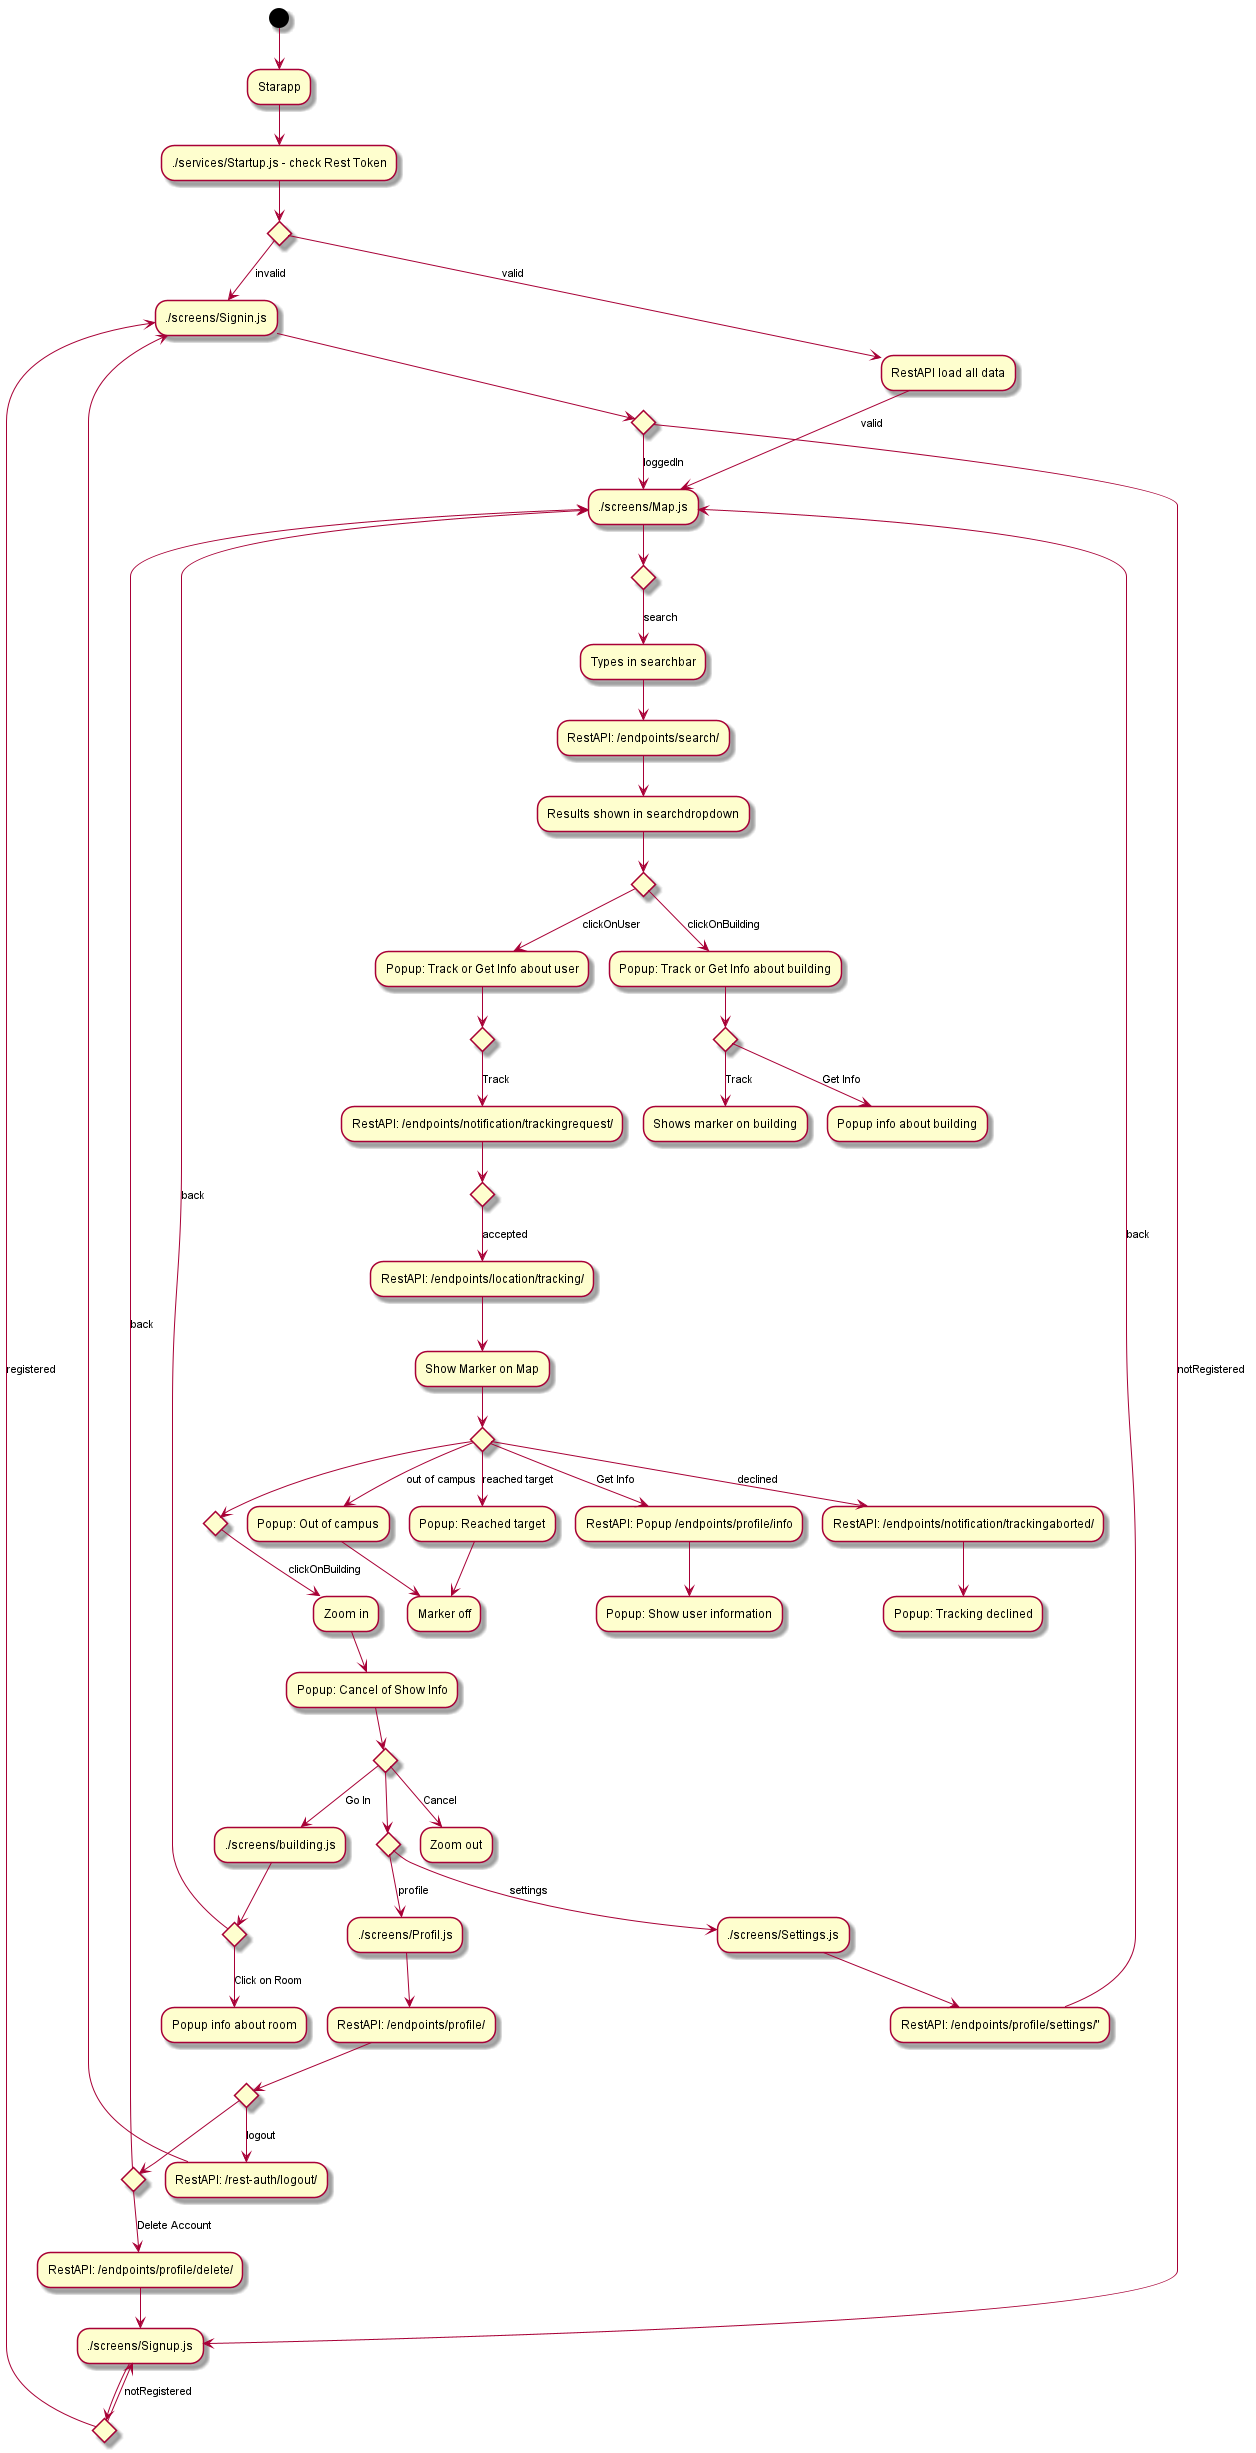 Starapp
./services/Startup.js - check Rest Token
invalid
valid
./screens/Signin.js
RestAPI load all data
valid
loggedIn
./screens/Map.js
search
Types in searchbar
RestAPI: /endpoints/search/
Results shown in searchdropdown
clickOnUser
clickOnBuilding
Popup: Track or Get Info about user
Popup: Track or Get Info about building
Track
Track
Get Info
RestAPI: /endpoints/notification/trackingrequest/
Shows marker on building
Popup info about building
back
accepted
back
RestAPI: /endpoints/location/tracking/
back
registered
Show Marker on Map
notRegistered
out of campus
reached target
Get Info
declined
Popup: Out of campus
Popup: Reached target
RestAPI: Popup /endpoints/profile/info
RestAPI: /endpoints/notification/trackingaborted/
clickOnBuilding
Zoom in
Marker off
Popup: Show user information
Popup: Tracking declined
Popup: Cancel of Show Info
Go In
Cancel
./screens/building.js
Zoom out
profile
settings
./screens/Profil.js
./screens/Settings.js
Click on Room
Popup info about room
RestAPI: /endpoints/profile/
RestAPI: /endpoints/profile/settings/"
logout
RestAPI: /rest-auth/logout/
Delete Account
RestAPI: /endpoints/profile/delete/
./screens/Signup.js
notRegistered